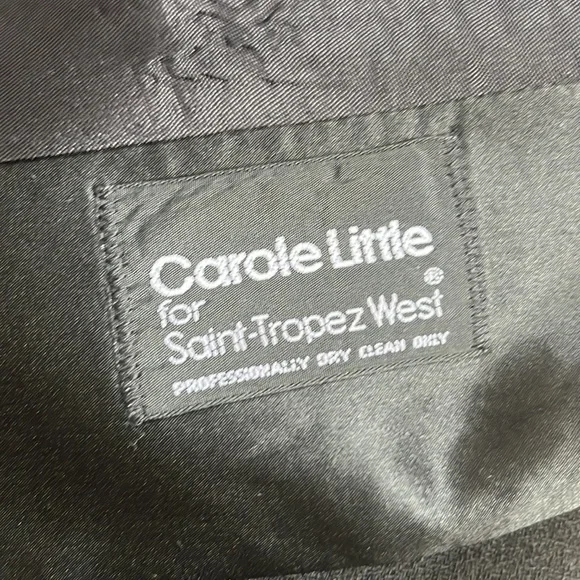 Carole Little
for
Saint-Tropez West®
PROFESSIONALLY DRY CLEAN ONLY